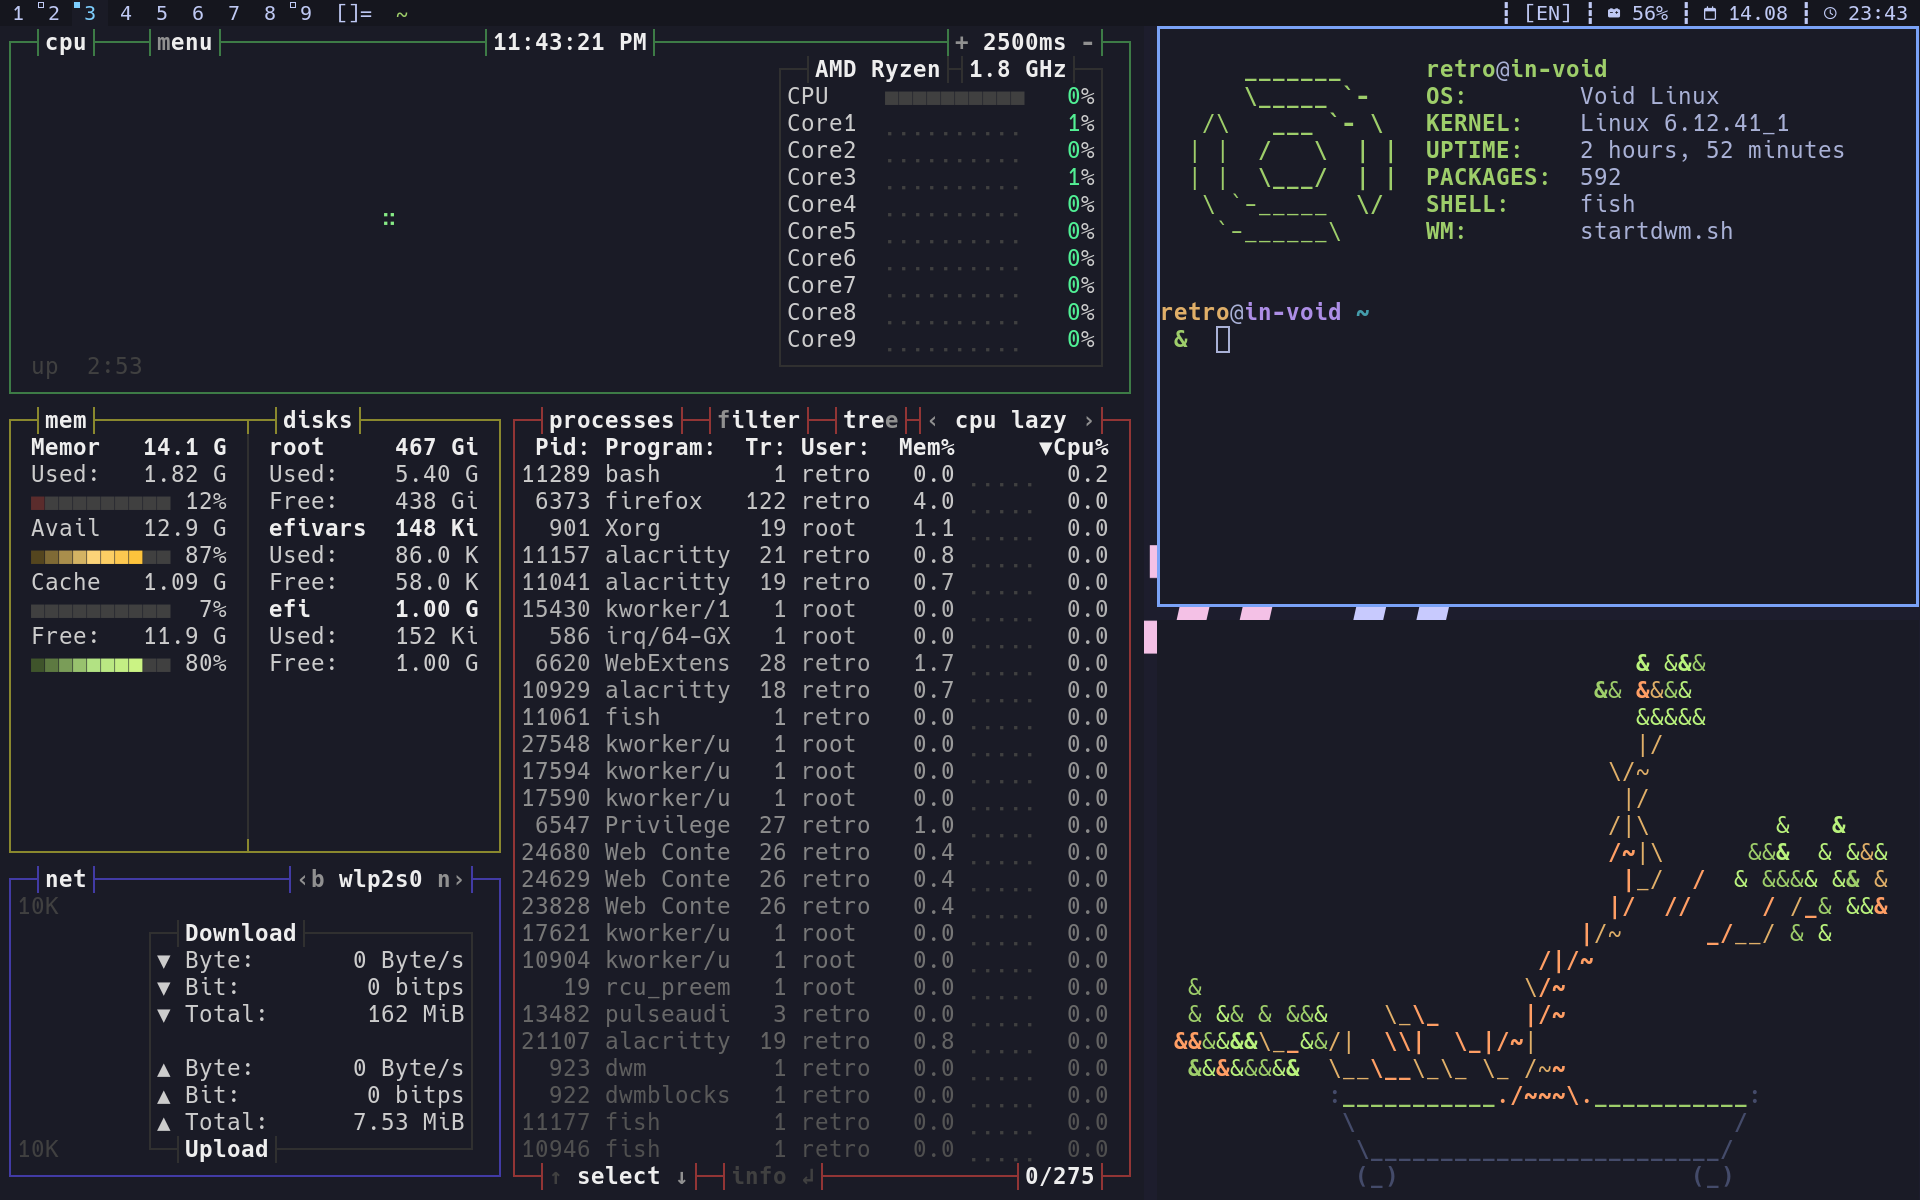 1 2 3 4 5 6 7 8 9 []= ~ ┆ [EN] ┆ 56% ┆ 14.08 ┆ 23:43
cpu menu 11:43:21 PM + 2500ms -
AMD Ryzen 1.8 GHz
CPU 0%
Core1 1%
Core2 0%
Core3 1%
Core4 0%
Core5 0%
Core6 0%
Core7 0%
Core8 0%
Core9 0%
up 2:53
mem disks
Memor 14.1 G root 467 Gi
Used: 1.82 G Used: 5.40 G
12% Free: 438 Gi
Avail 12.9 G efivars 148 Ki
87% Used: 86.0 K
Cache 1.09 G Free: 58.0 K
7% efi 1.00 G
Free: 11.9 G Used: 152 Ki
80% Free: 1.00 G
net ‹b wlp2s0 n›
10K
Download
▼ Byte: 0 Byte/s
▼ Bit: 0 bitps
▼ Total: 162 MiB
▲ Byte: 0 Byte/s
▲ Bit: 0 bitps
▲ Total: 7.53 MiB
10K Upload
processes filter tree ‹ cpu lazy ›
Pid: Program: Tr: User: Mem% ▼Cpu%
11289 bash 1 retro 0.0 0.2
6373 firefox 122 retro 4.0 0.0
901 Xorg 19 root 1.1 0.0
11157 alacritty 21 retro 0.8 0.0
11041 alacritty 19 retro 0.7 0.0
15430 kworker/1 1 root 0.0 0.0
586 irq/64-GX 1 root 0.0 0.0
6620 WebExtens 28 retro 1.7 0.0
10929 alacritty 18 retro 0.7 0.0
11061 fish 1 retro 0.0 0.0
27548 kworker/u 1 root 0.0 0.0
17594 kworker/u 1 root 0.0 0.0
17590 kworker/u 1 root 0.0 0.0
6547 Privilege 27 retro 1.0 0.0
24680 Web Conte 26 retro 0.4 0.0
24629 Web Conte 26 retro 0.4 0.0
23828 Web Conte 26 retro 0.4 0.0
17621 kworker/u 1 root 0.0 0.0
10904 kworker/u 1 root 0.0 0.0
19 rcu_preem 1 root 0.0 0.0
13482 pulseaudi 3 retro 0.0 0.0
21107 alacritty 19 retro 0.8 0.0
923 dwm 1 retro 0.0 0.0
922 dwmblocks 1 retro 0.0 0.0
11177 fish 1 retro 0.0 0.0
10946 fish 1 retro 0.0 0.0
↑ select ↓ info ↲ 0/275
retro@in-void
OS: Void Linux
KERNEL: Linux 6.12.41_1
UPTIME: 2 hours, 52 minutes
PACKAGES: 592
SHELL: fish
WM: startdwm.sh
retro@in-void ~
&